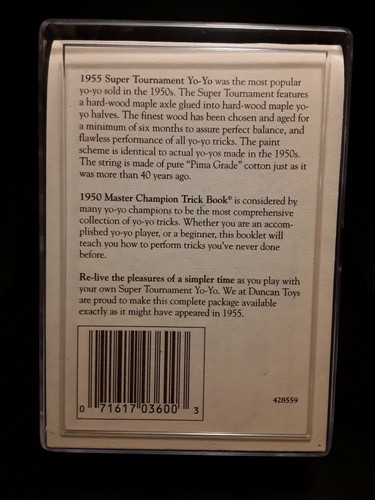 1955 Super Tournament Yo-Yo was the most popular
yo-yo sold in the 1950s. The Super Tournament features
a hard-wood maple axle glued into hard-wood maple yo-
yo halves. The finest wood has been chosen and aged for
a minimum of six months to assure perfect balance, and
flawless performance of all yo-yo tricks. The paint
scheme is identical to actual yo-yos made in the 1950s.
The string is made of pure "Pima Grade" cotton just as it
was more than 40 years ago.
1950 Master Champion Trick Book® is considered by
many yo-yo champions to be the most comprehensive
collection of yo-yo tricks. Whether you are an accom-
plished yo-yo player, or a beginner, this booklet will
teach you how to perform tricks you've never done
before.
Re-live the pleasures of a simpler time as you play with
your own Super Tournament Yo-Yo. We at Duncan Toys
are proud to make this complete package available
exactly as it might have appeared in 1955.
0 71617 03600 3
428559